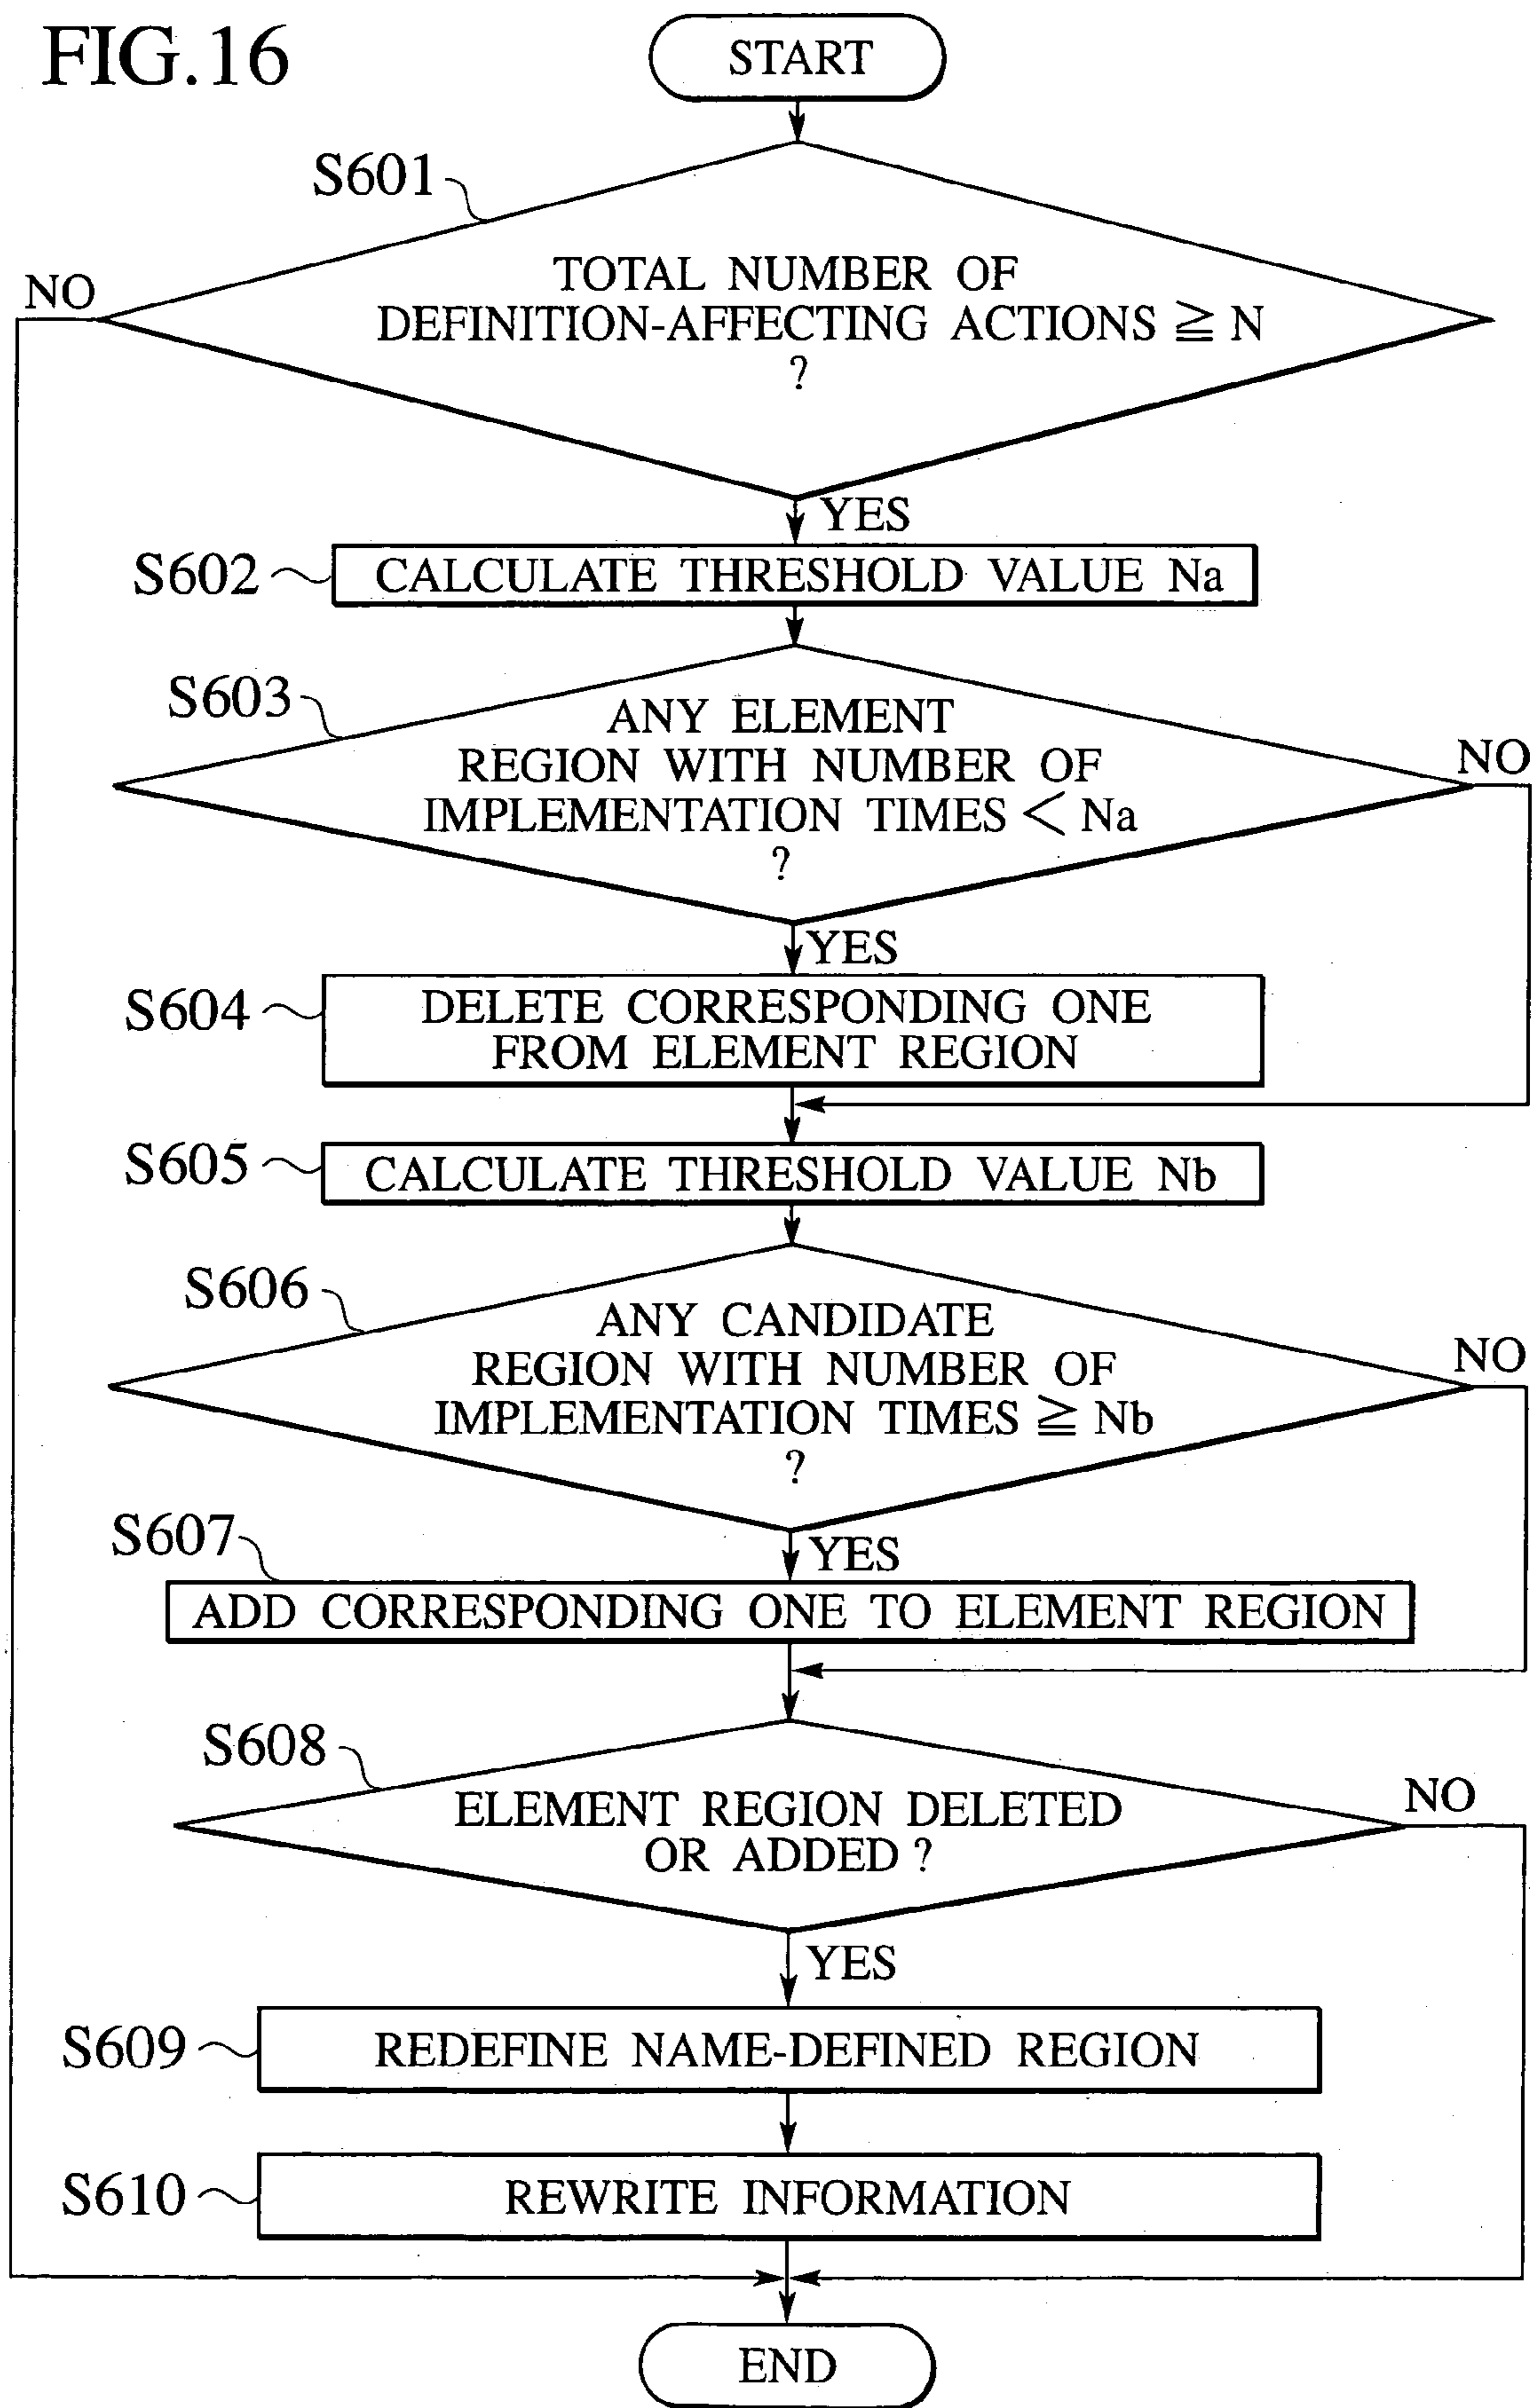 FIG.16
START
S601
NO
TOTAL NUMBER OF
DEFINITION-AFFECTING ACTIONS ≧ N
?
YES
S602
CALCULATE THRESHOLD VALUE Na
S603
ANY ELEMENT
REGION WITH NUMBER OF
IMPLEMENTATION TIMES < Na
?
NO
YES
S604
DELETE CORRESPONDING ONE
FROM ELEMENT REGION
S605
CALCULATE THRESHOLD VALUE Nb
S606
ANY CANDIDATE
REGION WITH NUMBER OF
IMPLEMENTATION TIMES ≧ Nb
?
NO
YES
S607
ADD CORRESPONDING ONE TO ELEMENT REGION
S608
ELEMENT REGION DELETED
OR ADDED ?
NO
YES
S609
REDEFINE NAME-DEFINED REGION
S610
REWRITE INFORMATION
END